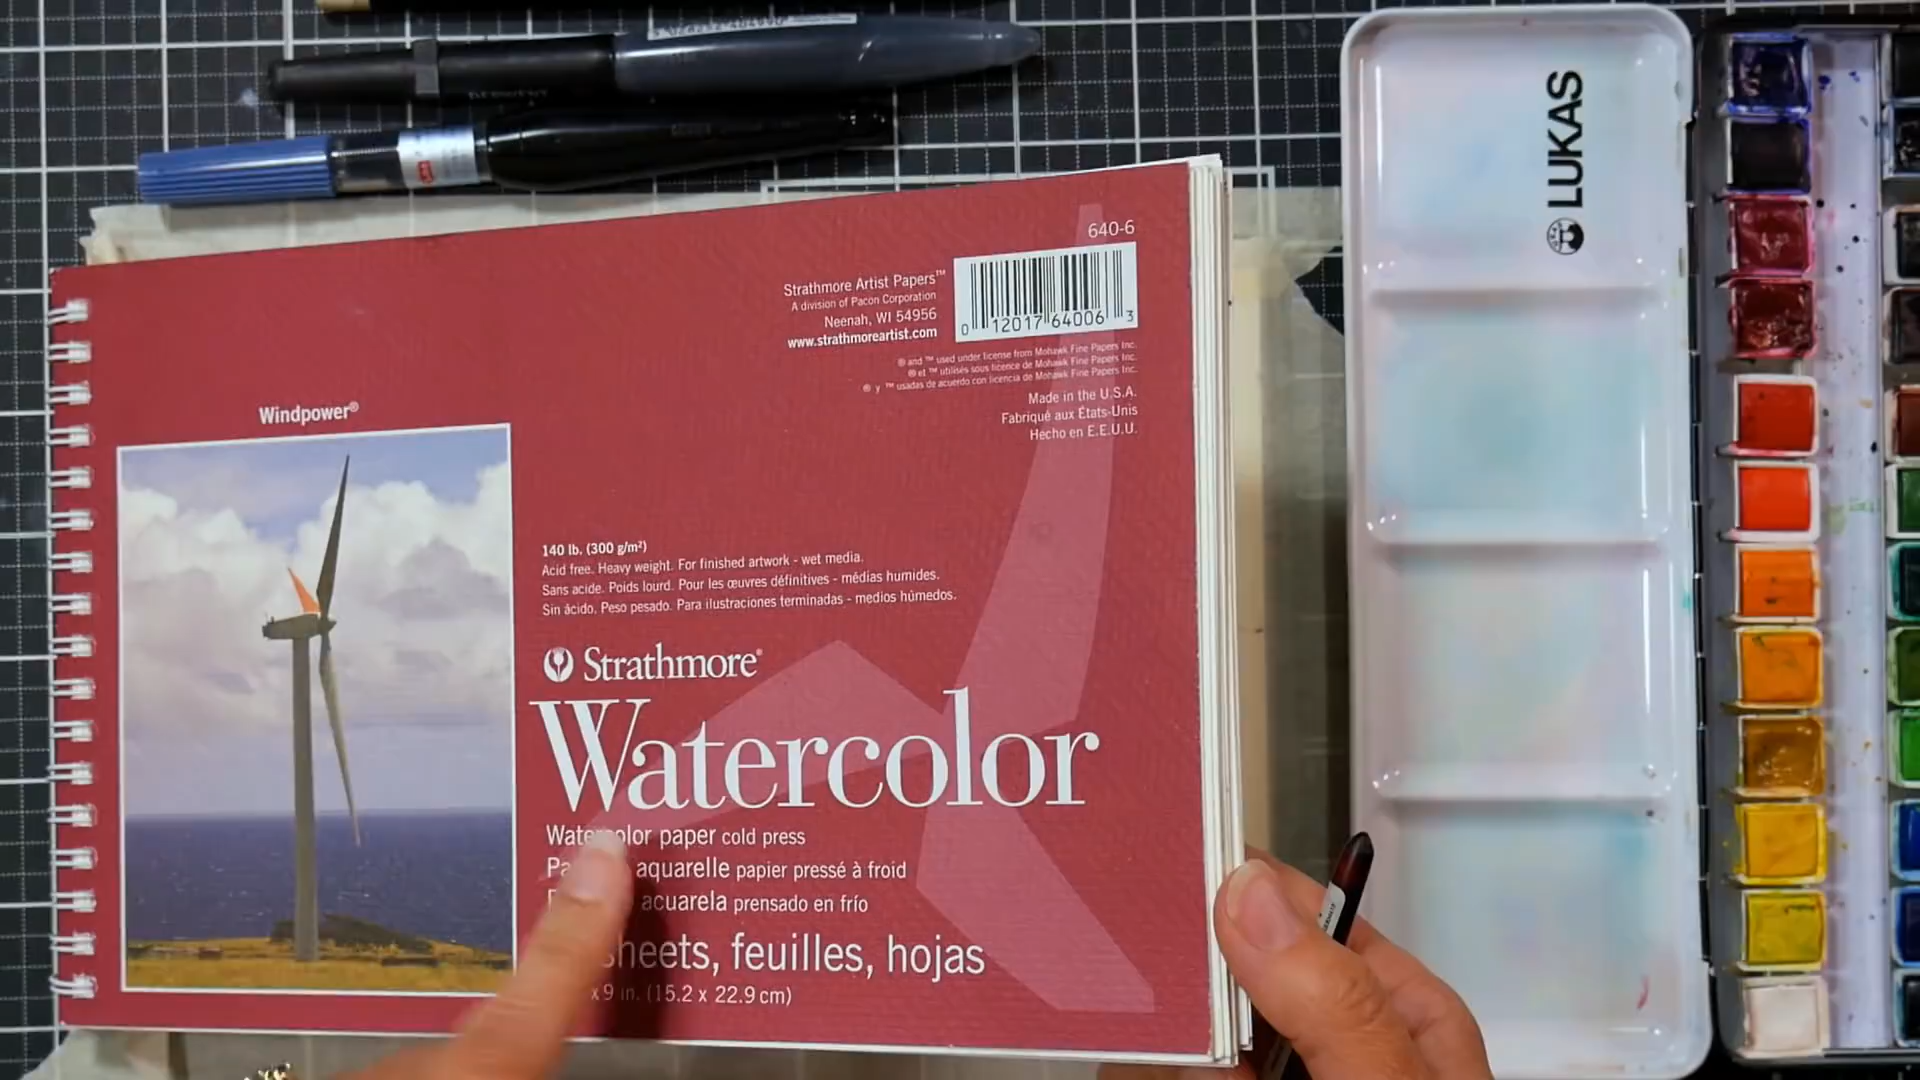 LUKAS
640-6
Strathmore Artist Papers™
A division of Pacon Corporation
Neenah, WI 54956
www.strathmoreartist.com
0 12017 64006 3
® and ™ used under license from Mohawk Fine Papers Inc.
® et ™ utilisés sous licence de Mohawk Fine Papers Inc.
® y ™ usadas de acuerdo con licencia de Mohawk Fine Papers Inc.
Made in the U.S.A.
Fabriqué aux États-Unis
Hecho en E.E.U.U.
Windpower®
140 lb. (300 g/m²)
Acid free. Heavy weight. For finished artwork - wet media.
Sans acide. Poids lourd. Pour les œuvres définitives - médias humides.
Sin ácido. Peso pesado. Para ilustraciones terminadas - medios húmedos.
Strathmore®
Watercolor
Watercolor paper cold press
aquarelle papier pressé à froid
acuarela prensado en frío
sheets, feuilles, hojas
x 9 in. (15.2 x 22.9 cm)